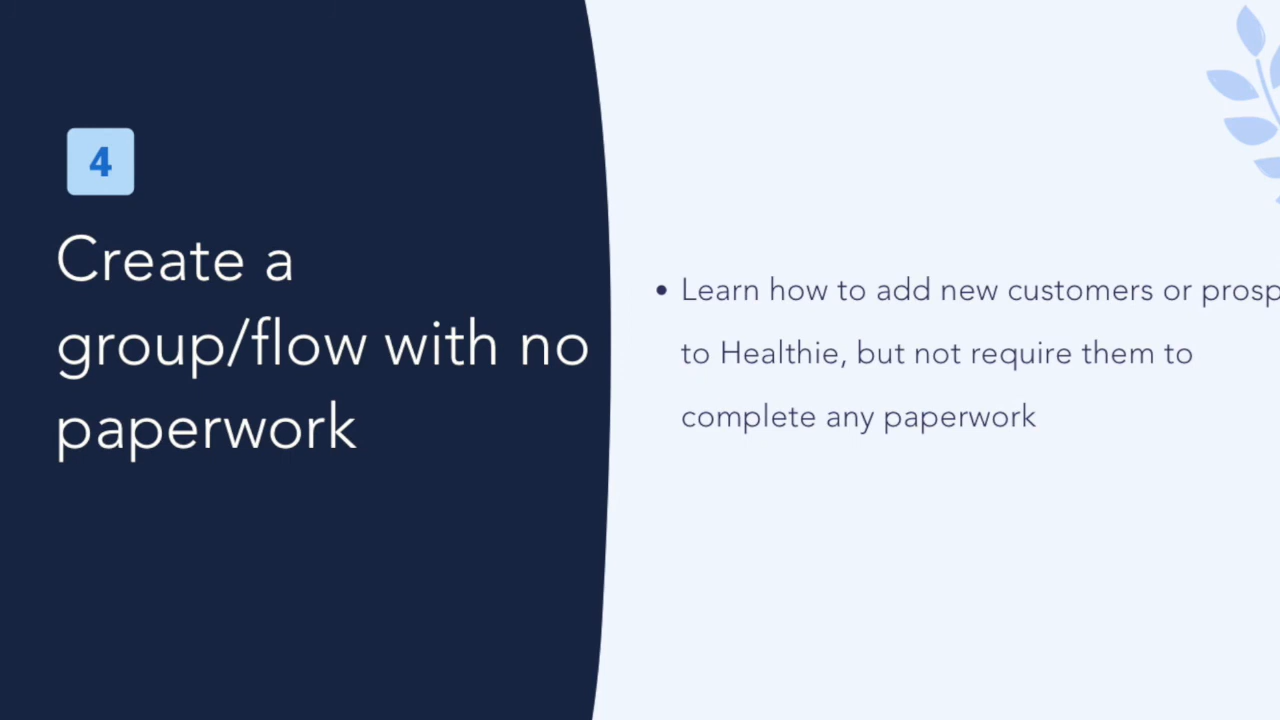 4
Create a
group/flow with no
paperwork
• Learn how to add new customers or
to Healthie, but not require them to
complete any paperwork